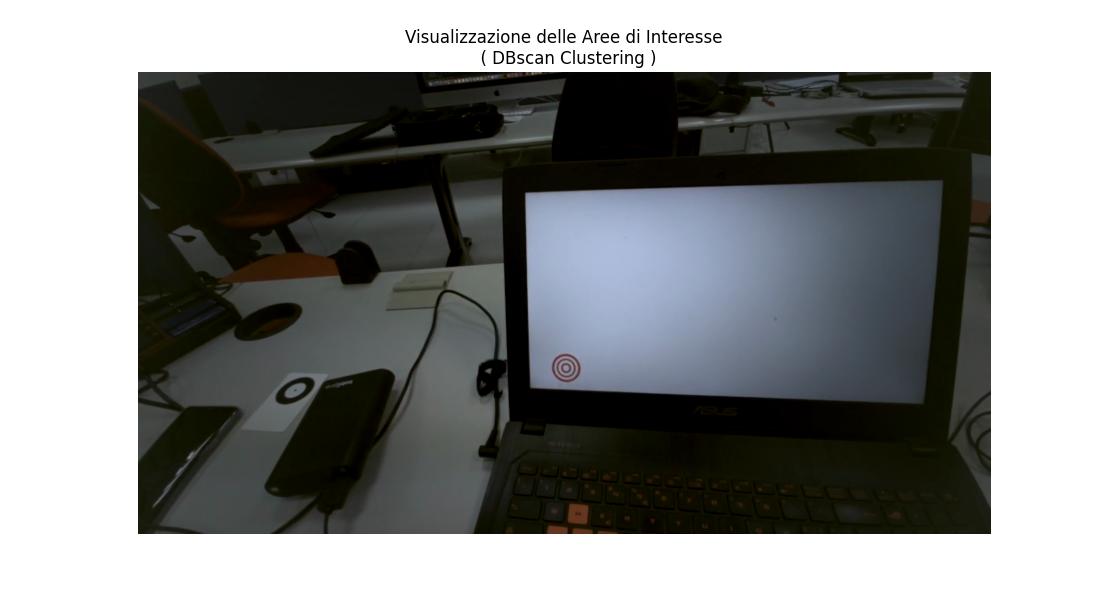 Visualizzazione delle Aree di Interesse
( DBscan Clustering )
ASUS